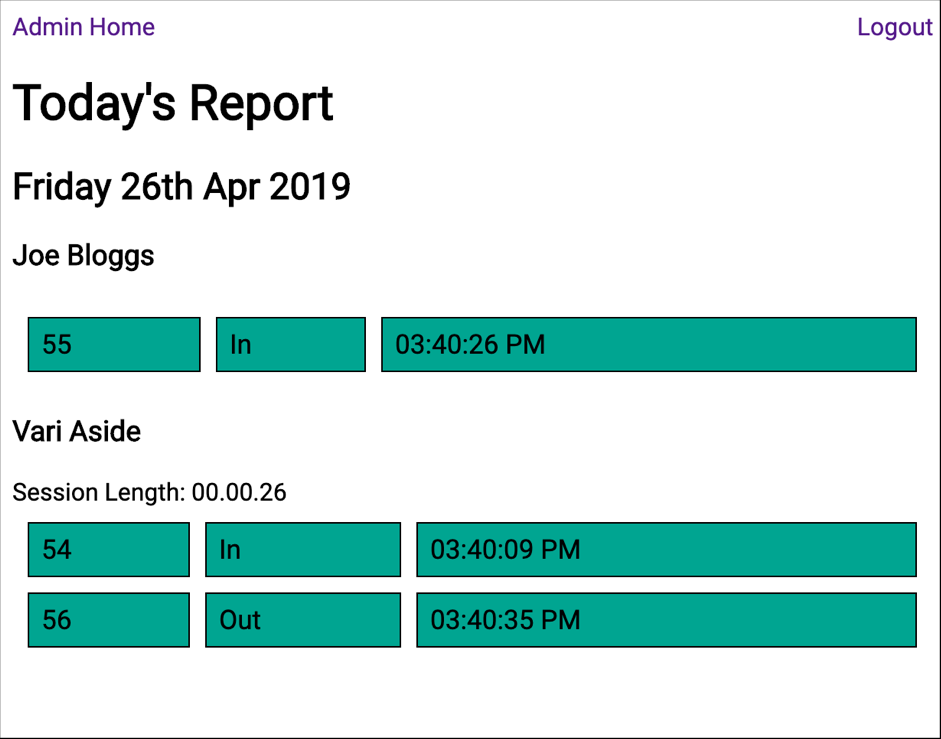 Admin Home Logout
Today's Report
Friday 26th Apr 2019
Joe Bloggs
55 In 03:40:26 PM
Vari Aside
Session Length: 00.00.26
54 In 03:40:09 PM
56 Out 03:40:35 PM